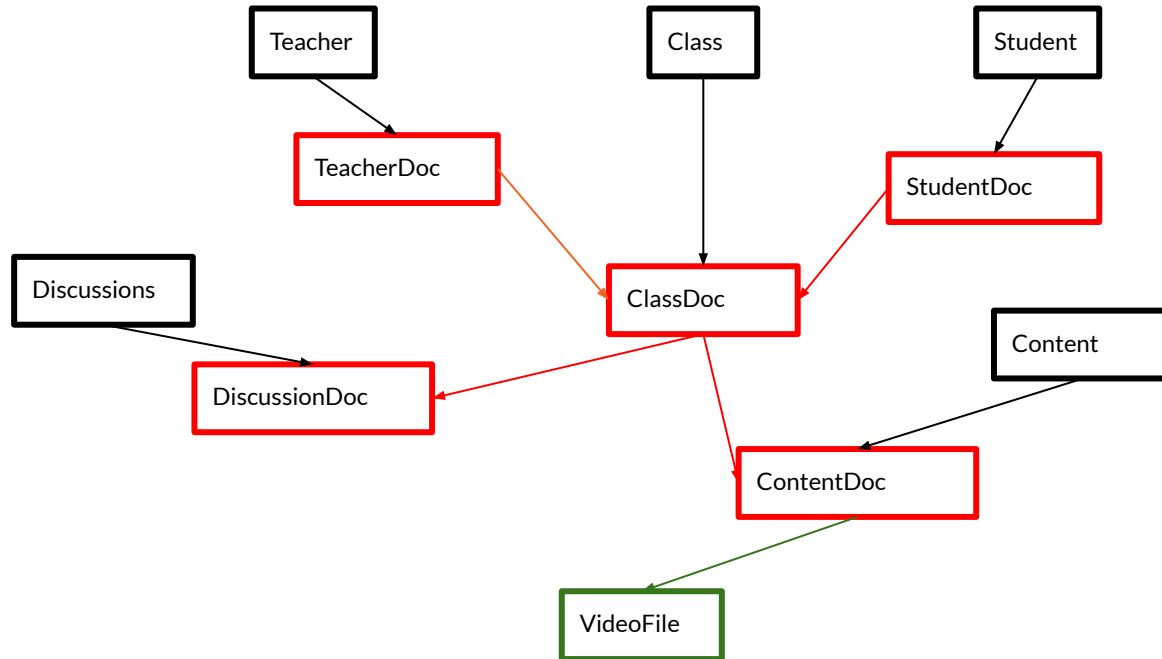 Teacher
Class
Student
TeacherDoc
StudentDoc
Discussions
ClassDoc
Content
DiscussionDoc
ContentDoc
VideoFile